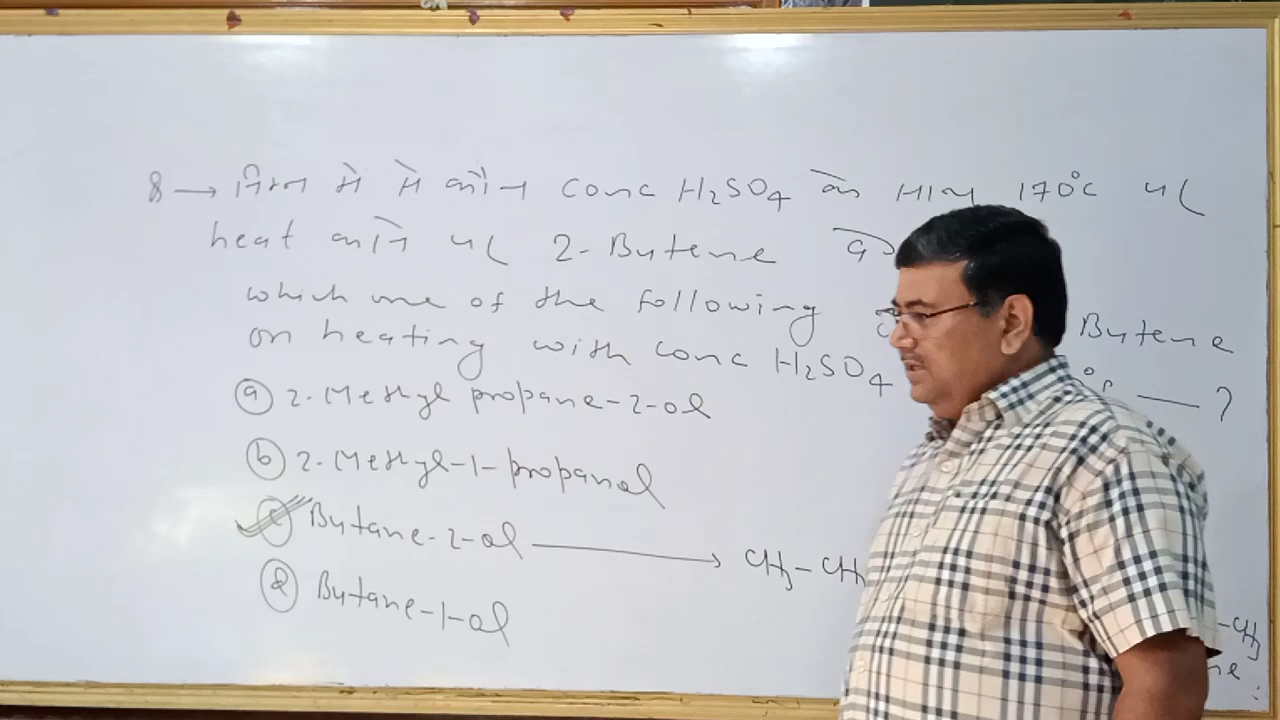 8 → निम्न में से कौन conc H₂SO₄ के साथ 170°C पर
heat करने पर 2-Butene
which one of the following Butene
on heating with conc H₂SO₄ — ?
(a) 2-Methyl propane-2-ol
(b) 2-Methyl-1-propanol
(c) Butane-2-ol → CH₃-CH
(d) Butane-1-ol
-CH₃